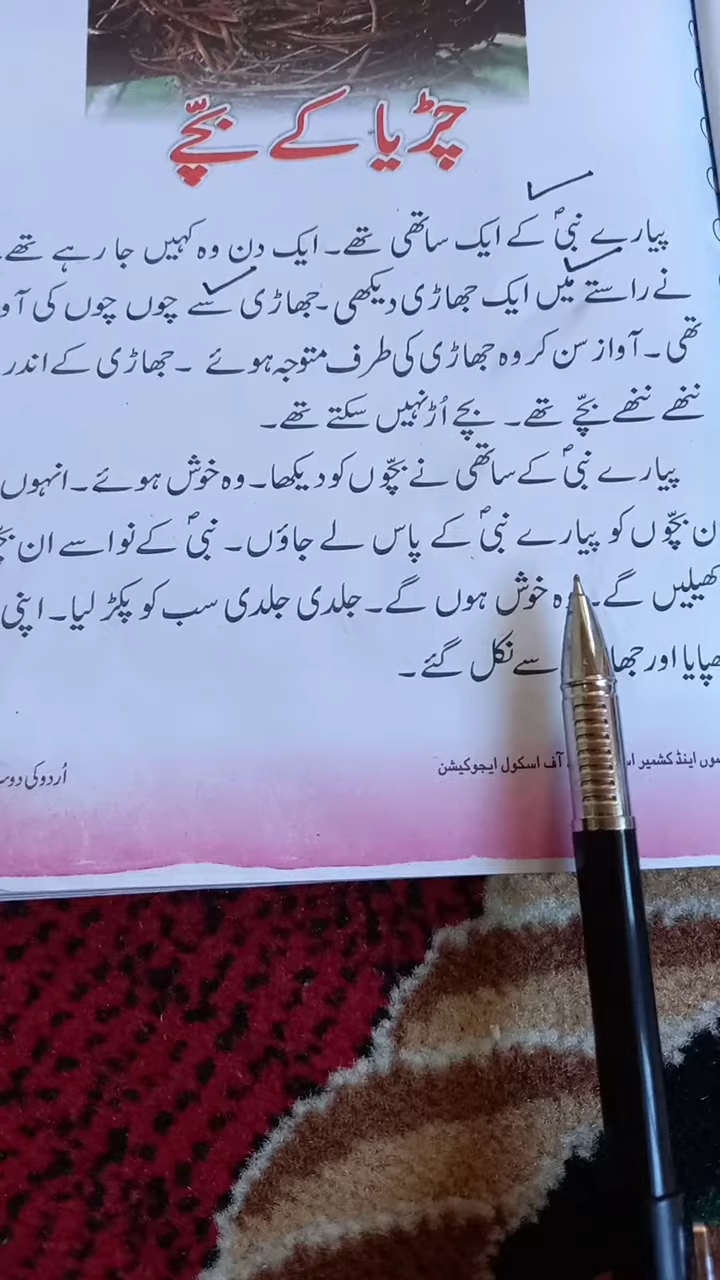 چڑیا کے بچّے
پیارے نبیؐ کے ایک ساتھی تھے۔ ایک دن وہ کہیں جا رہے تھے۔
نے راستے میں ایک جھاڑی دیکھی۔ جھاڑی سے چوں چوں کی
تھی۔ آواز سن کر وہ جھاڑی کی طرف متوجہ ہوئے ۔ جھاڑی کے اندر
ننھے ننھے بچّے تھے۔ بچے اُڑ نہیں سکتے تھے۔
پیارے نبیؐ کے ساتھی نے بچّوں کو دیکھا۔ وہ خوش ہوئے۔ انہوں
بچّوں کو پیارے نبیؐ کے پاس لے جاؤں۔ نبیؐ کے نواسے ان
کھیلیں گے۔ خوش ہوں گے۔ جلدی جلدی سب کو پکڑ لیا۔ اپنی
اور سے نکل گئے۔
اینڈ کشمیر آف اسکول ایجوکیشن
اُردو کی